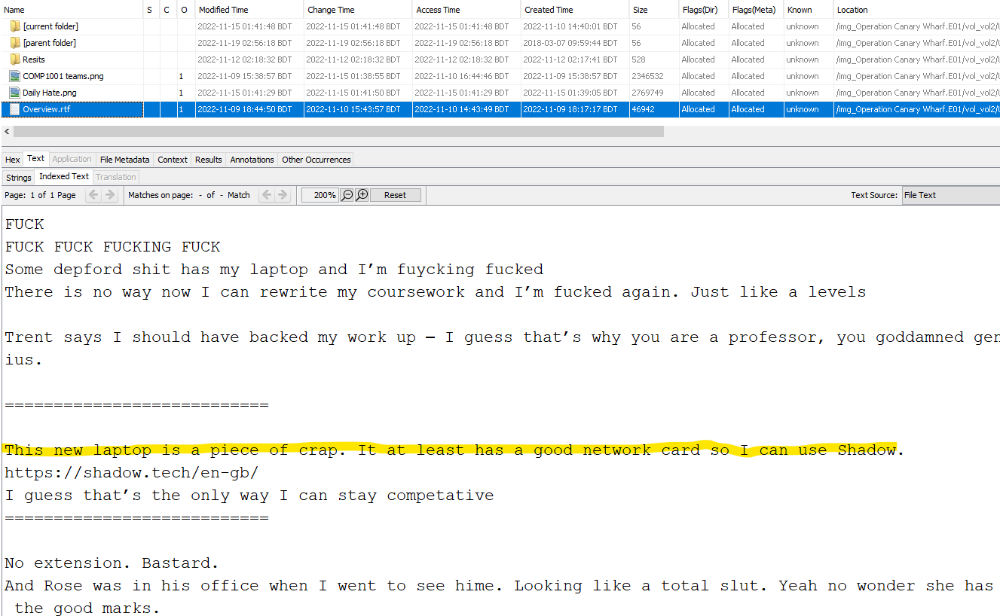 Name S C O Modified Time Change Time Access Time Created Time Size Flags(Dir) Flags(Meta) Known Location
[current folder] 2022-11-15 01:41:48 BDT 2022-11-15 01:41:48 BDT 2022-11-15 01:41:48 BDT 2022-11-10 14:40:01 BDT 56 Allocated Allocated unknown /img_Operation Canary Wharf.E01/vol_vol2/U
[parent folder] 2022-11-19 02:56:18 BDT 2022-11-19 02:56:18 BDT 2022-11-19 02:56:18 BDT 2018-03-07 09:59:44 BDT 56 Allocated Allocated unknown /img_Operation Canary Wharf.E01/vol_vol2/U
Resits 2022-11-12 02:18:32 BDT 2022-11-12 02:18:32 BDT 2022-11-12 02:18:32 BDT 2022-11-12 02:17:41 BDT 528 Allocated Allocated unknown /img_Operation Canary Wharf.E01/vol_vol2/U
COMP1001 teams.png 1 2022-11-09 15:38:57 BDT 2022-11-15 01:38:55 BDT 2022-11-10 16:44:46 BDT 2022-11-09 15:38:57 BDT 2346532 Allocated Allocated unknown /img_Operation Canary Wharf.E01/vol_vol2/U
Daily Hate.png 1 2022-11-15 01:41:29 BDT 2022-11-15 01:41:50 BDT 2022-11-15 01:41:29 BDT 2022-11-15 01:39:05 BDT 2769749 Allocated Allocated unknown /img_Operation Canary Wharf.E01/vol_vol2/U
Overview.rtf 1 2022-11-09 18:44:50 BDT 2022-11-10 15:43:57 BDT 2022-11-10 14:43:49 BDT 2022-11-09 18:17:17 BDT 46942 Allocated Allocated unknown /img_Operation Canary Wharf.E01/vol_vol2/U
Hex Text Application File Metadata Context Results Annotations Other Occurrences
Strings Indexed Text Translation
Page: 1 of 1 Page Matches on page: - of - Match 200% Reset Text Source: File Text
FUCK
FUCK FUCK FUCKING FUCK
Some depford shit has my laptop and I’m fuycking fucked
There is no way now I can rewrite my coursework and I’m fucked again. Just like a levels
Trent says I should have backed my work up – I guess that’s why you are a professor, you goddamned gen
ius.
===========================
This new laptop is a piece of crap. It at least has a good network card so I can use Shadow.
https://shadow.tech/en-gb/
I guess that’s the only way I can stay competative
===========================
No extension. Bastard.
And Rose was in his office when I went to see hime. Looking like a total slut. Yeah no wonder she has
the good marks.